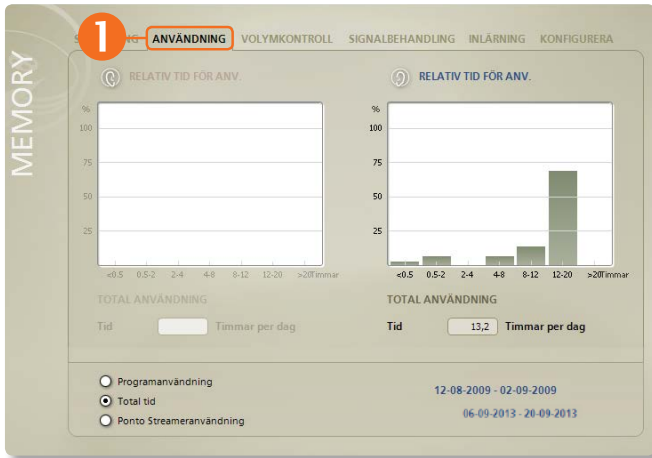 MEMORY
1
ANVÄNDNING VOLYMKONTROLL SIGNALBEHANDLING INLÄRNING KONFIGURERA
RELATIV TID FÖR ANV.
%
100
75
50
25
<0.5 0.5-2 2-4 4-8 8-12 12-20 >20Timmar
TOTAL ANVÄNDNING
Tid Timmar per dag
RELATIV TID FÖR ANV.
%
100
75
50
25
<0.5 0.5-2 2-4 4-8 8-12 12-20 >20Timmar
TOTAL ANVÄNDNING
Tid 13,2 Timmar per dag
Programanvändning
Total tid
Ponto Streameranvändning
12-08-2009 - 02-09-2009
06-09-2013 - 20-09-2013